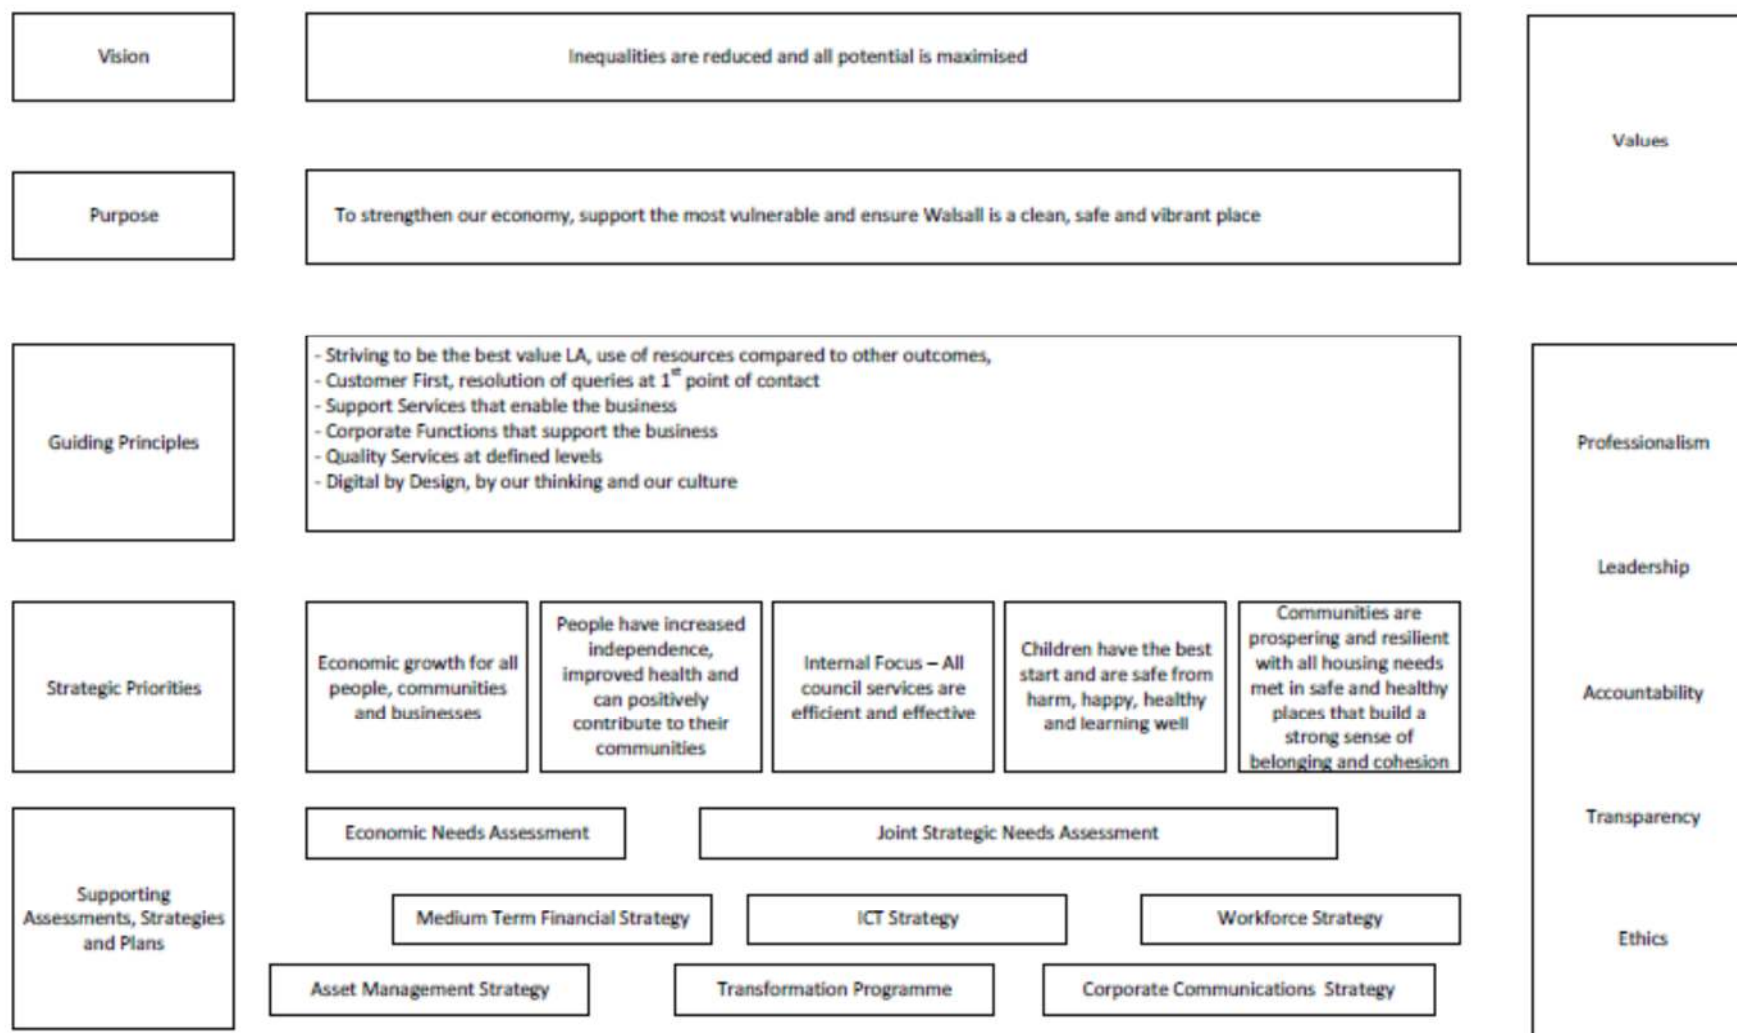 Vision
Inequalities are reduced and all potential is maximised
Values
Purpose
To strengthen our economy, support the most vulnerable and ensure Walsall is a clean, safe and vibrant place
Guiding Principles
- Striving to be the best value LA, use of resources compared to other outcomes,
- Customer First, resolution of queries at 1st point of contact
- Support Services that enable the business
- Corporate Functions that support the business
- Quality Services at defined levels
- Digital by Design, by our thinking and our culture
Strategic Priorities
Economic growth for all
people, communities
and businesses
People have increased
independence,
improved health and
can positively
contribute to their
communities
Internal Focus – All
council services are
efficient and effective
Children have the best
start and are safe from
harm, happy, healthy
and learning well
Communities are
prospering and resilient
with all housing needs
met in safe and healthy
places that build a
strong sense of
belonging and cohesion
Supporting
Assessments, Strategies
and Plans
Economic Needs Assessment
Joint Strategic Needs Assessment
Medium Term Financial Strategy
ICT Strategy
Workforce Strategy
Asset Management Strategy
Transformation Programme
Corporate Communications Strategy
Professionalism
Leadership
Accountability
Transparency
Ethics